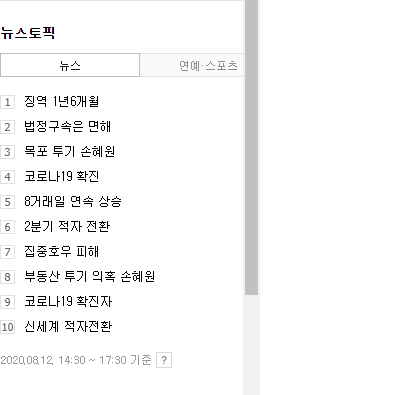 뉴스토픽
뉴스 연예·스포츠
1 징역 1년6개월
2 법정구속은 면해
3 목포 투기 손혜원
4 코로나19 확진
5 8거래일 연속 상승
6 2분기 적자 전환
7 집중호우 피해
8 부동산 투기 의혹 손혜원
9 코로나19 확진자
10 신세계 적자전환
2020.08.12. 14:30 ~ 17:30 기준 ?